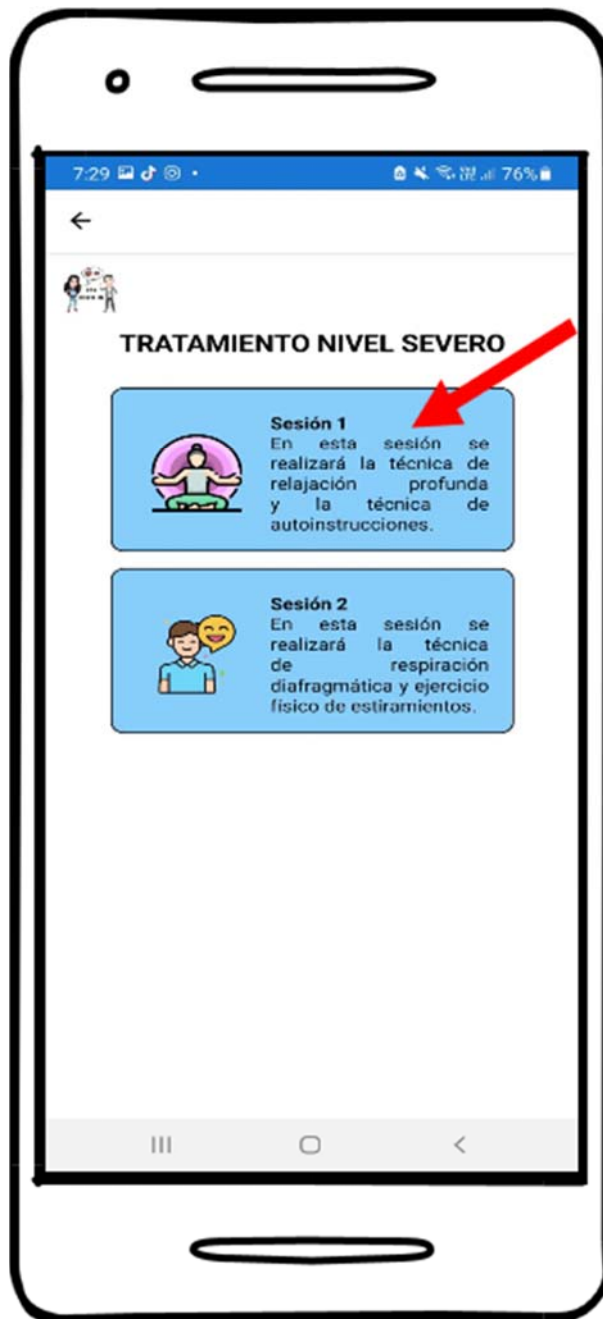 7:29
76%
TRATAMIENTO NIVEL SEVERO
Sesión 1
En esta sesión se
realizará la técnica de
relajación profunda
y la técnica de
autoinstrucciones.
Sesión 2
En esta sesión se
realizará la técnica
de respiración
diafragmática y ejercicio
físico de estiramientos.